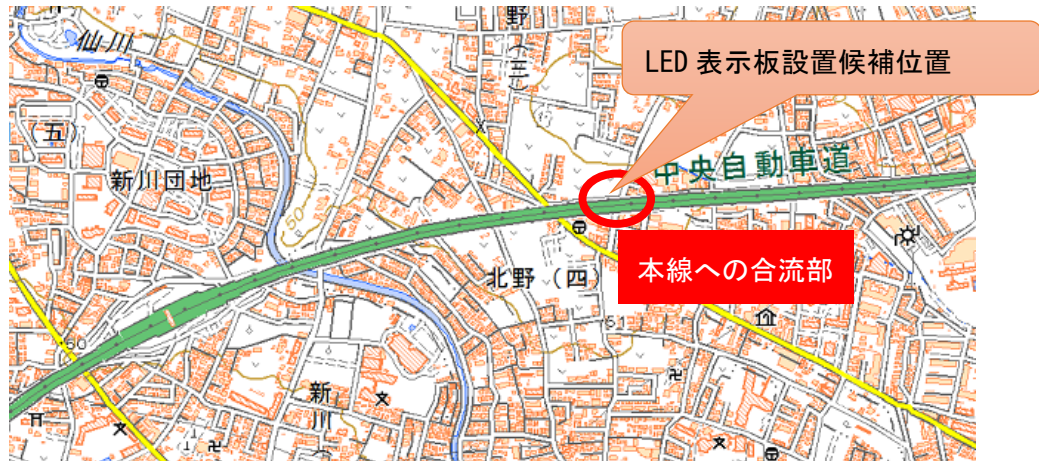 仙川
野(三)
LED 表示板設置候補位置
(五)
新川団地
中央自動車道
50
北野(四)
本線への合流部
51
新川